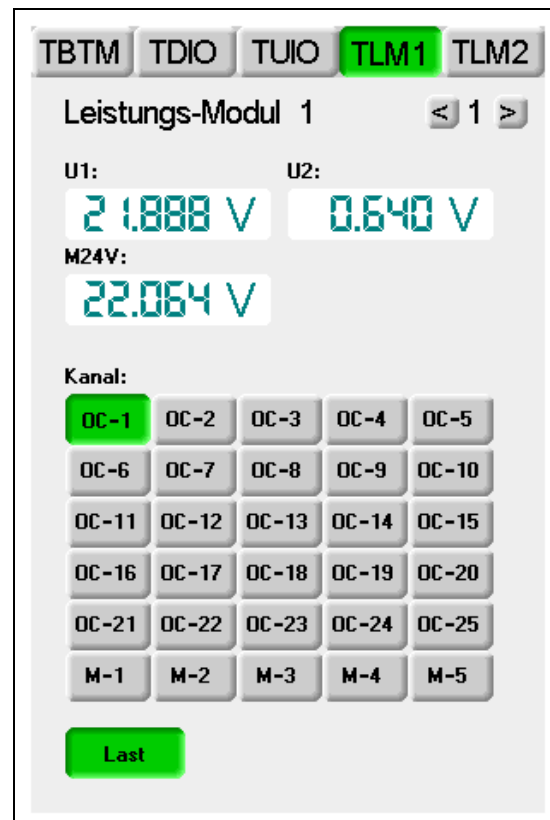 TBTM TDIO TUIO TLM1 TLM2
Leistungs-Modul 1 < 1 >
U1: U2:
21.888 V 0.640 V
M24V:
22.064 V
Kanal:
OC-1 OC-2 OC-3 OC-4 OC-5
OC-6 OC-7 OC-8 OC-9 OC-10
OC-11 OC-12 OC-13 OC-14 OC-15
OC-16 OC-17 OC-18 OC-19 OC-20
OC-21 OC-22 OC-23 OC-24 OC-25
M-1 M-2 M-3 M-4 M-5
Last